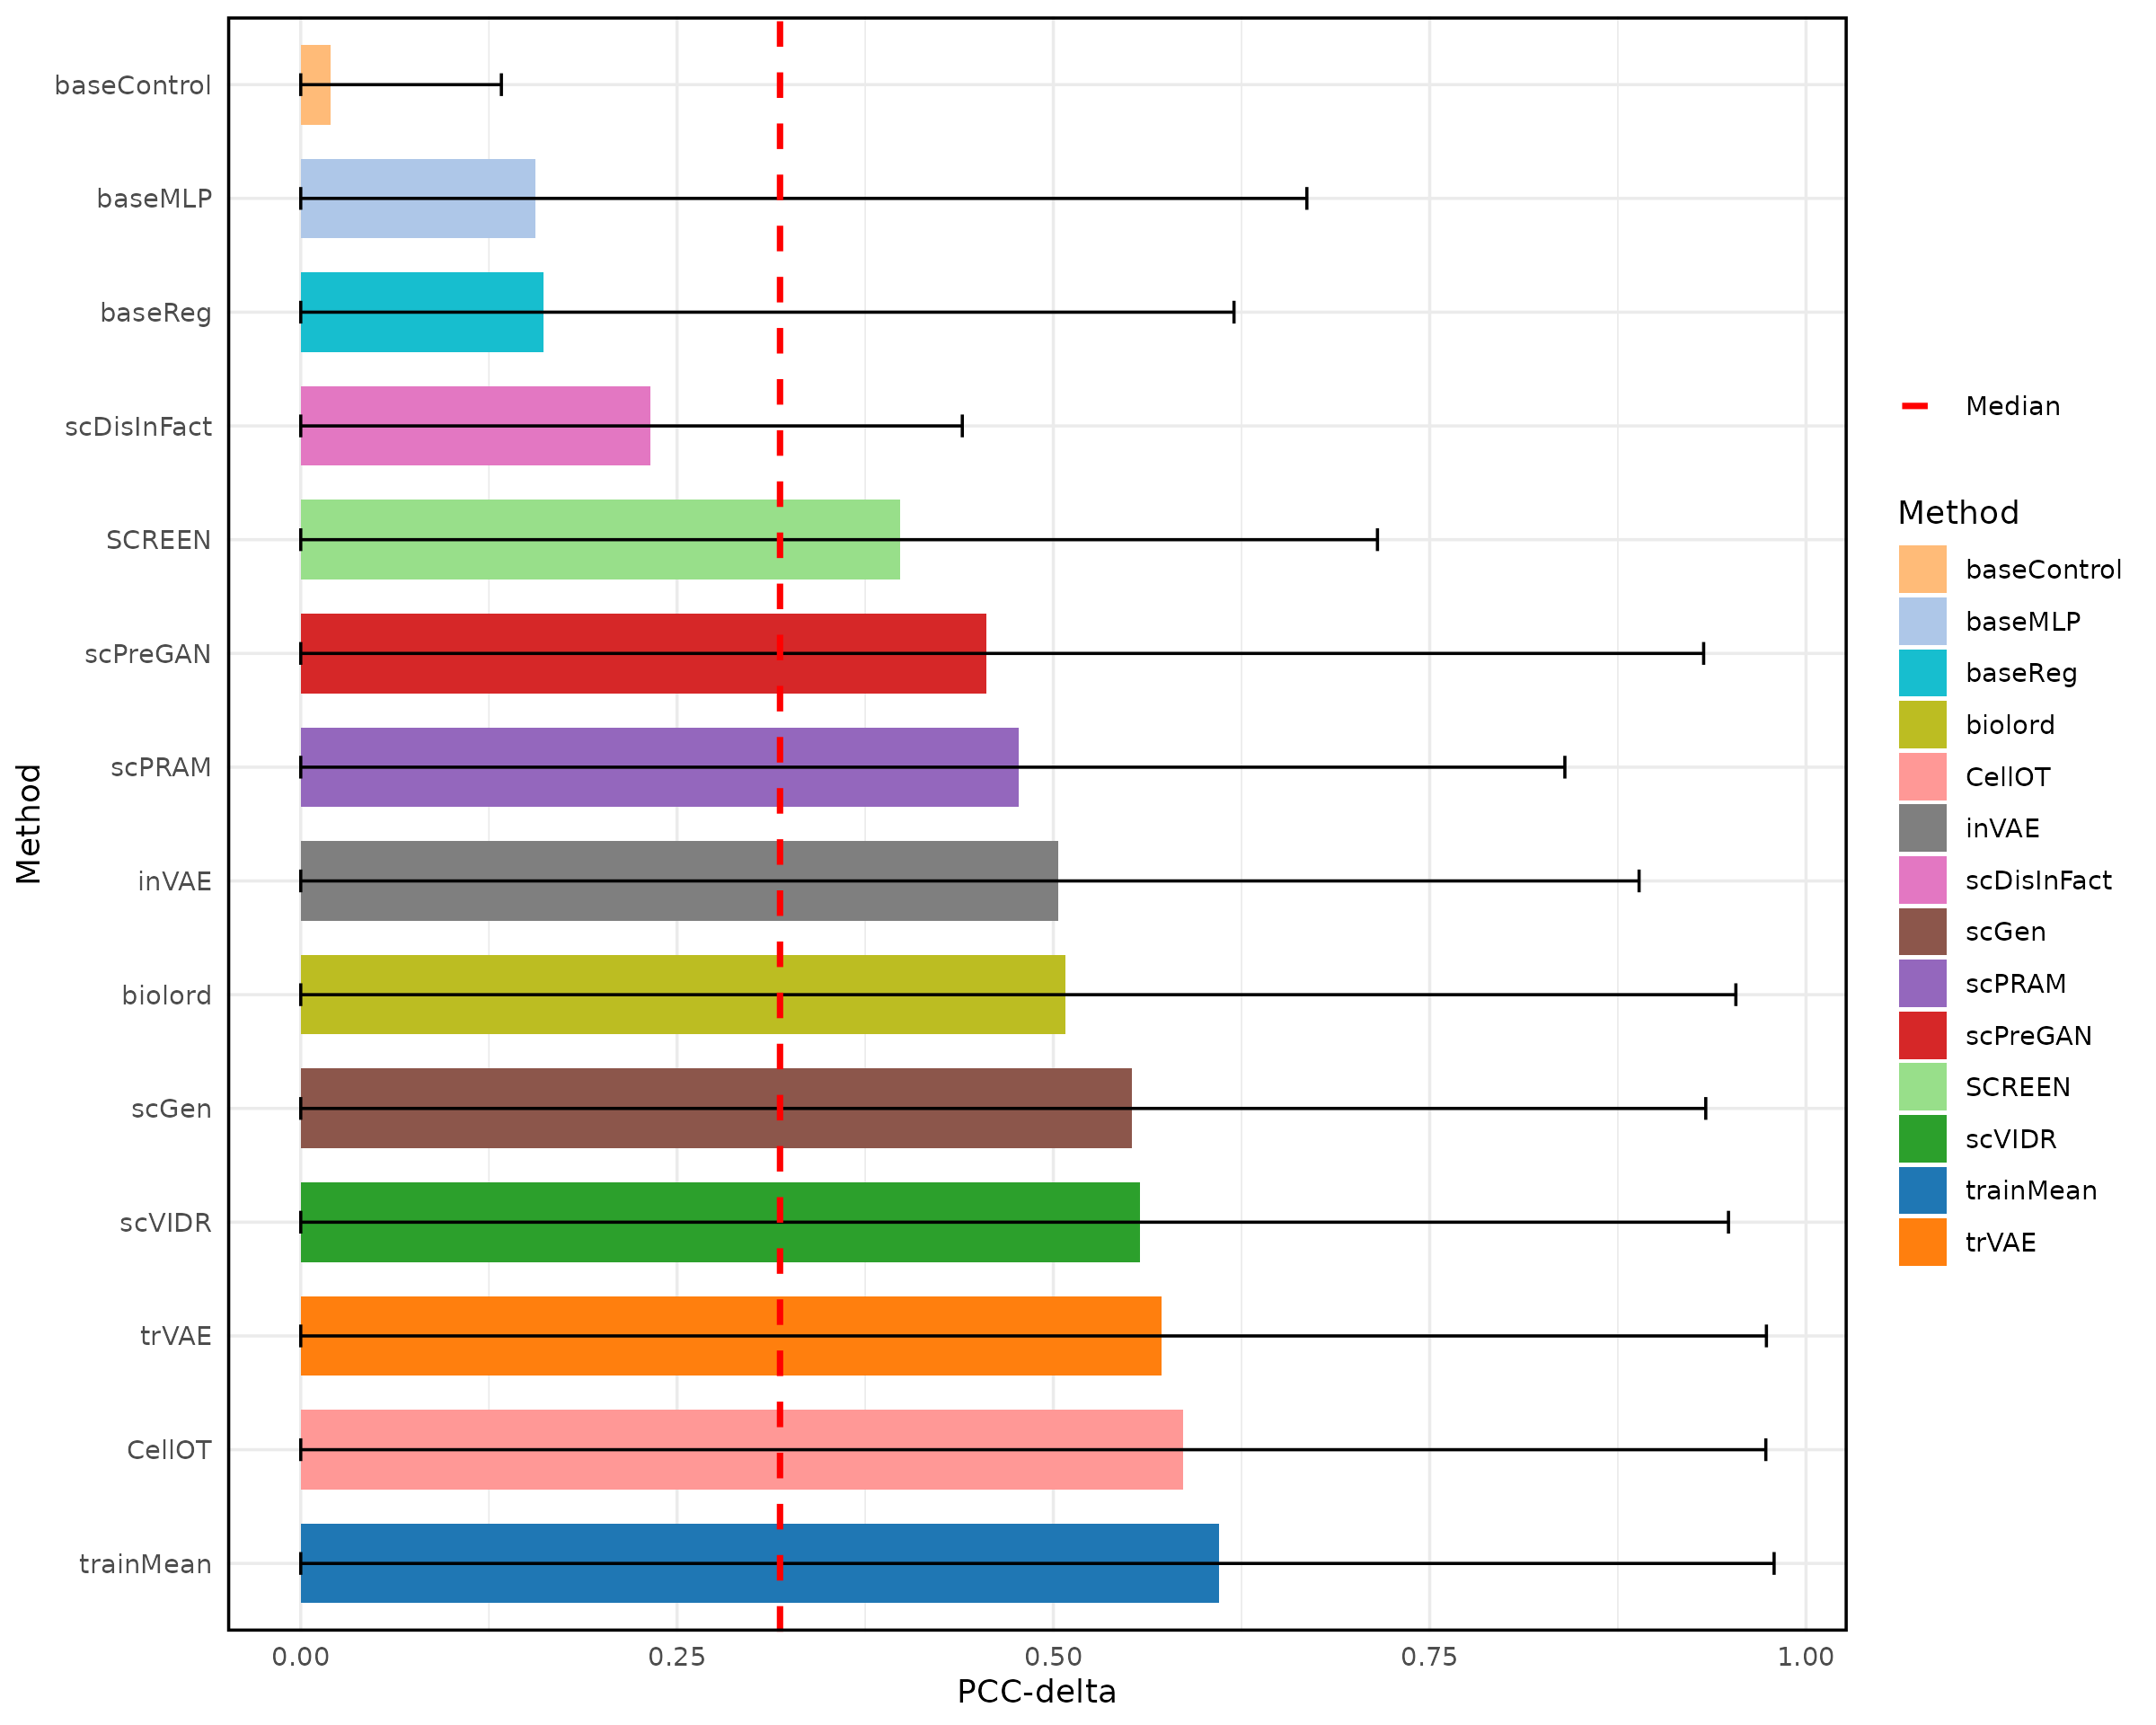 baseControl
baseMLP
baseReg
scDisInFact
SCREEN
scPreGAN
scPRAM
inVAE
biolord
scGen
scVIDR
trVAE
CellOT
trainMean
Method
0.00
0.25
0.50
0.75
1.00
PCC-delta
Median
Method
baseControl
baseMLP
baseReg
biolord
CellOT
inVAE
scDisInFact
scGen
scPRAM
scPreGAN
SCREEN
scVIDR
trainMean
trVAE